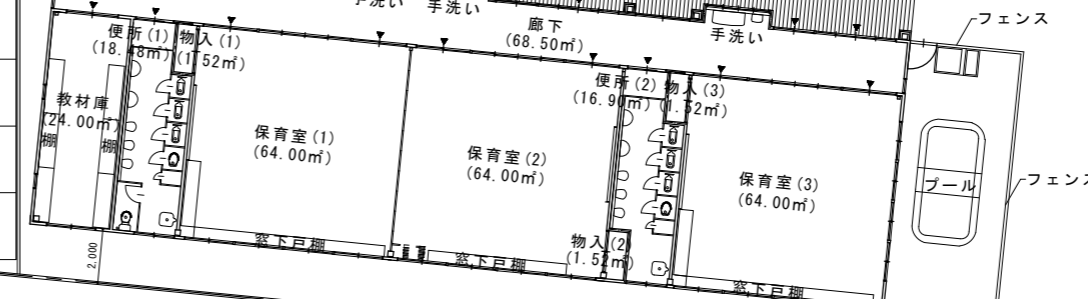 手洗い 手洗い
廊下
(68.50㎡)
手洗い
フェンス
便所(1)
(18.48㎡)
物入(1)
(1.52㎡)
便所(2)
(16.90㎡)
物入(3)
(1.52㎡)
教材庫
(24.00㎡)
棚
棚
保育室(1)
(64.00㎡)
保育室(2)
(64.00㎡)
保育室(3)
(64.00㎡)
プール
フェンス
物入(2)
(1.52㎡)
窓下戸棚
窓下戸棚
窓下戸棚
2,000